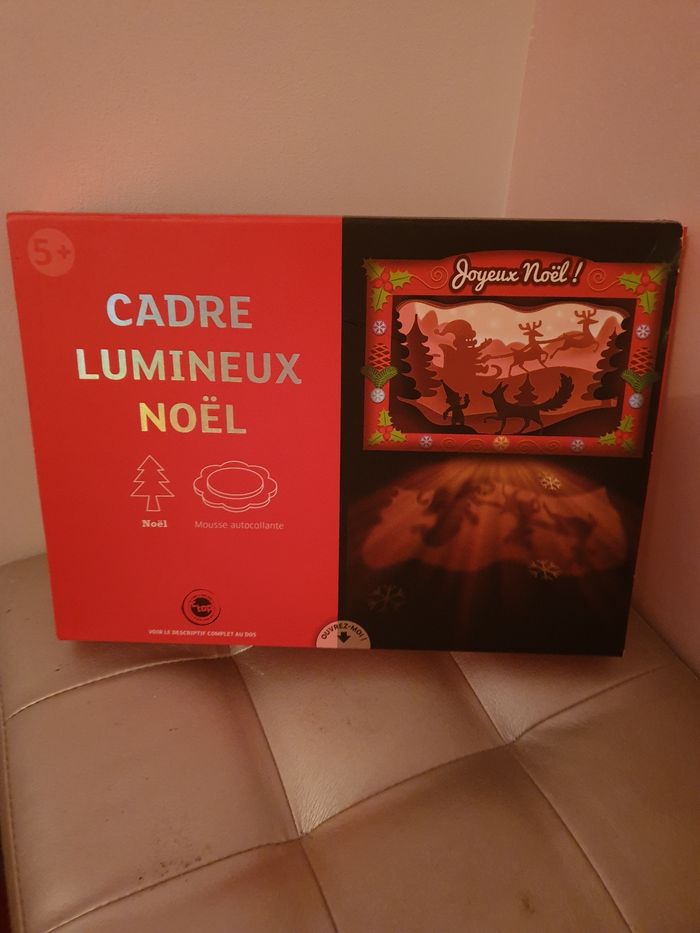 5+
CADRE
LUMINEUX
NOËL
Noël
Mousse autocollante
VOIR LE DESCRIPTIF COMPLET AU DOS
Joyeux Noël !
OUVREZ-MOI !